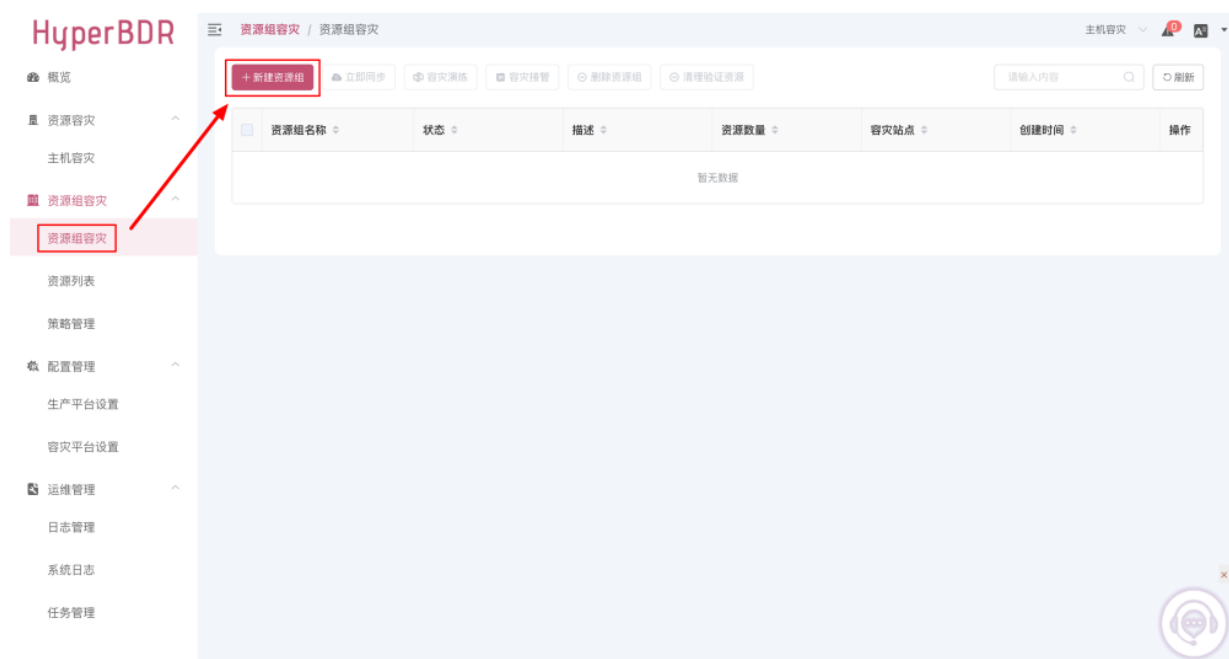 HyperBDR
资源组容灾 / 资源组容灾
主机容灾
0
概览
资源容灾
主机容灾
资源组容灾
资源组容灾
资源列表
策略管理
配置管理
生产平台设置
容灾平台设置
运维管理
日志管理
系统日志
任务管理
+ 新建资源组 立即同步 容灾演练 容灾接管 删除资源组 清理验证资源 请输入内容 刷新
资源组名称 状态 描述 资源数量 容灾站点 创建时间 操作
暂无数据